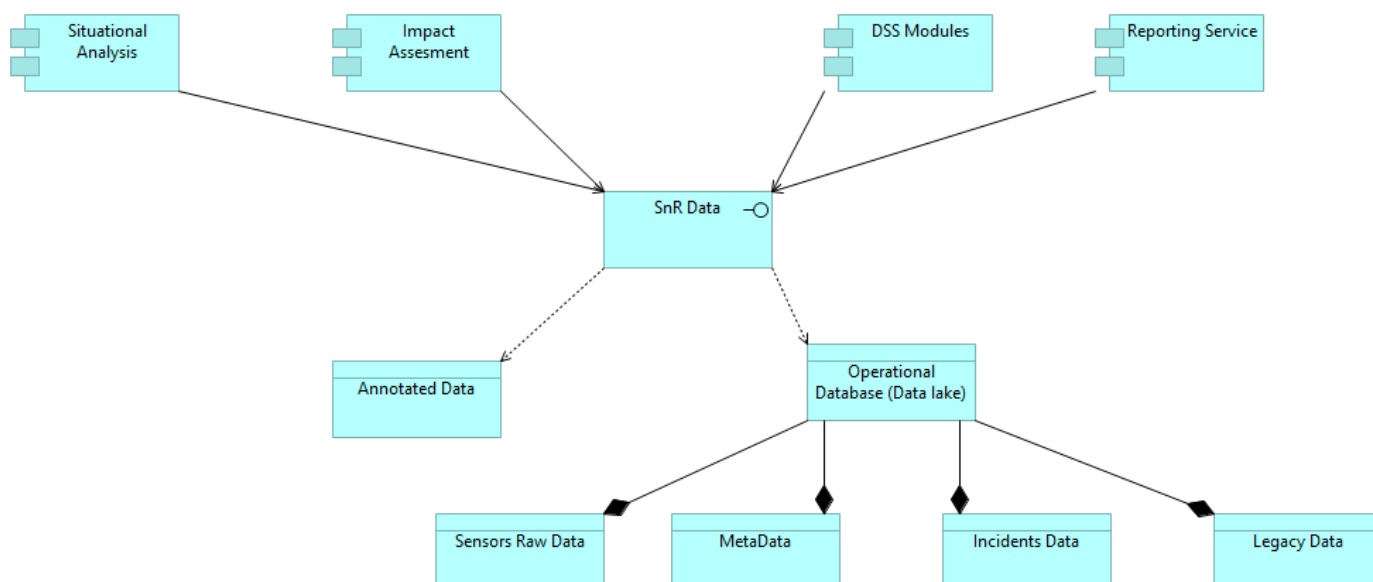 Situational
Analysis
Impact
Assesment
DSS Modules
Reporting Service
SnR Data
Annotated Data
Operational
Database (Data lake)
Sensors Raw Data
MetaData
Incidents Data
Legacy Data